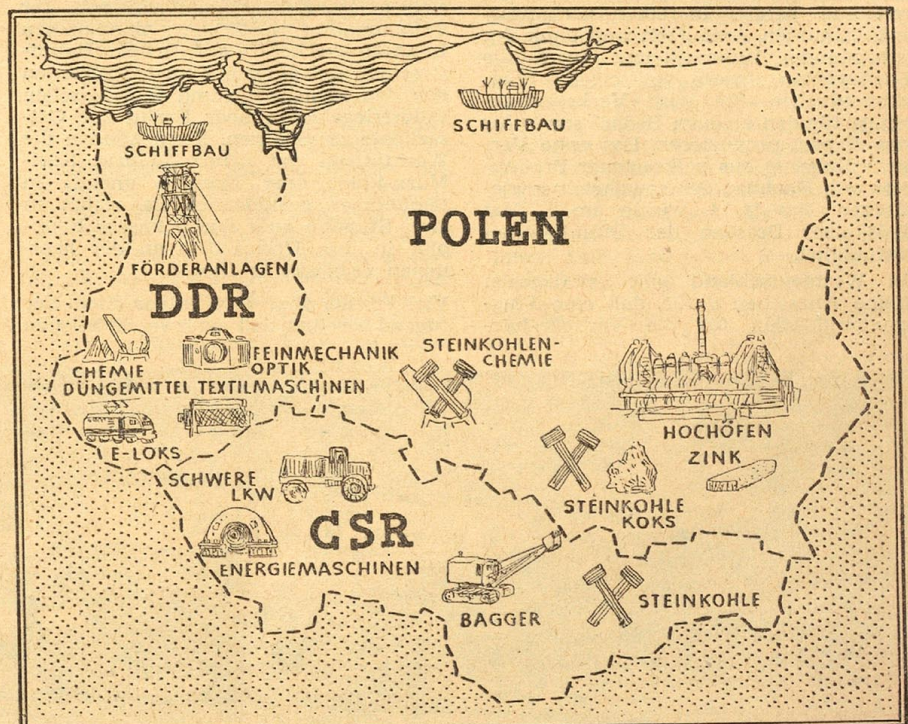 SCHIFFBAU
SCHIFFBAU
POLEN
FÖRDERANLAGEN
DDR
FEINMECHANIK
OPTIK
STEINKOHLEN-
CHEMIE
CHEMIE
DÜNGEMITTEL TEXTILMASCHINEN
E-LOKS
HOCHÖFEN
ZINK
SCHWERE
LKW
STEINKOHLE
KOKS
CSR
ENERGIEMASCHINEN
BAGGER
STEINKOHLE